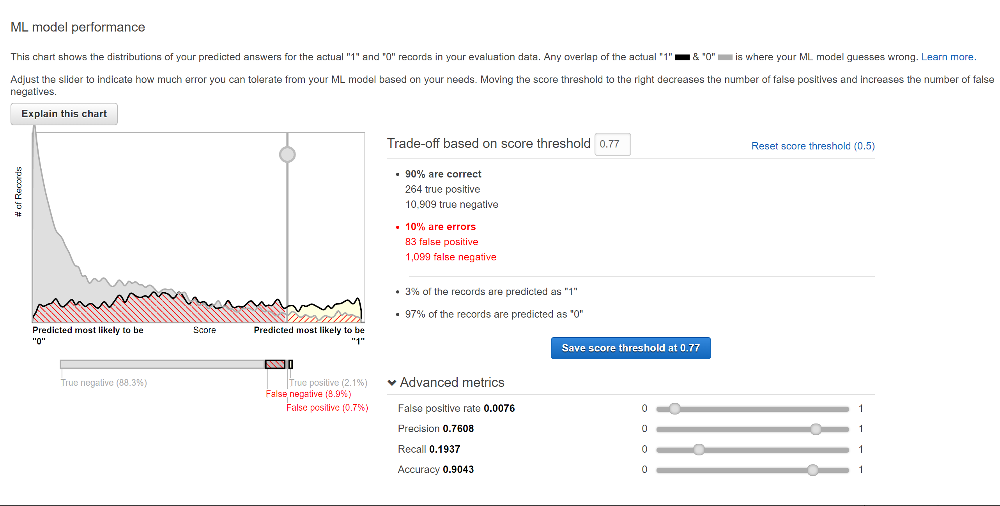 ML model performance
This chart shows the distributions of your predicted answers for the actual "1" and "0" records in your evaluation data. Any overlap of the actual "1" & "0" is where your ML model guesses wrong. Learn more.
Adjust the slider to indicate how much error you can tolerate from your ML model based on your needs. Moving the score threshold to the right decreases the number of false positives and increases the number of false
negatives.
Explain this chart
# of Records
Predicted most likely to be
"0"
Score
Predicted most likely to be
"1"
True negative (88.3%)
True positive (2.1%)
False negative (8.9%)
False positive (0.7%)
Trade-off based on score threshold 0.77
Reset score threshold (0.5)
90% are correct
264 true positive
10,909 true negative
10% are errors
83 false positive
1,099 false negative
3% of the records are predicted as "1"
97% of the records are predicted as "0"
Save score threshold at 0.77
Advanced metrics
False positive rate 0.0076 0 1
Precision 0.7608 0 1
Recall 0.1937 0 1
Accuracy 0.9043 0 1